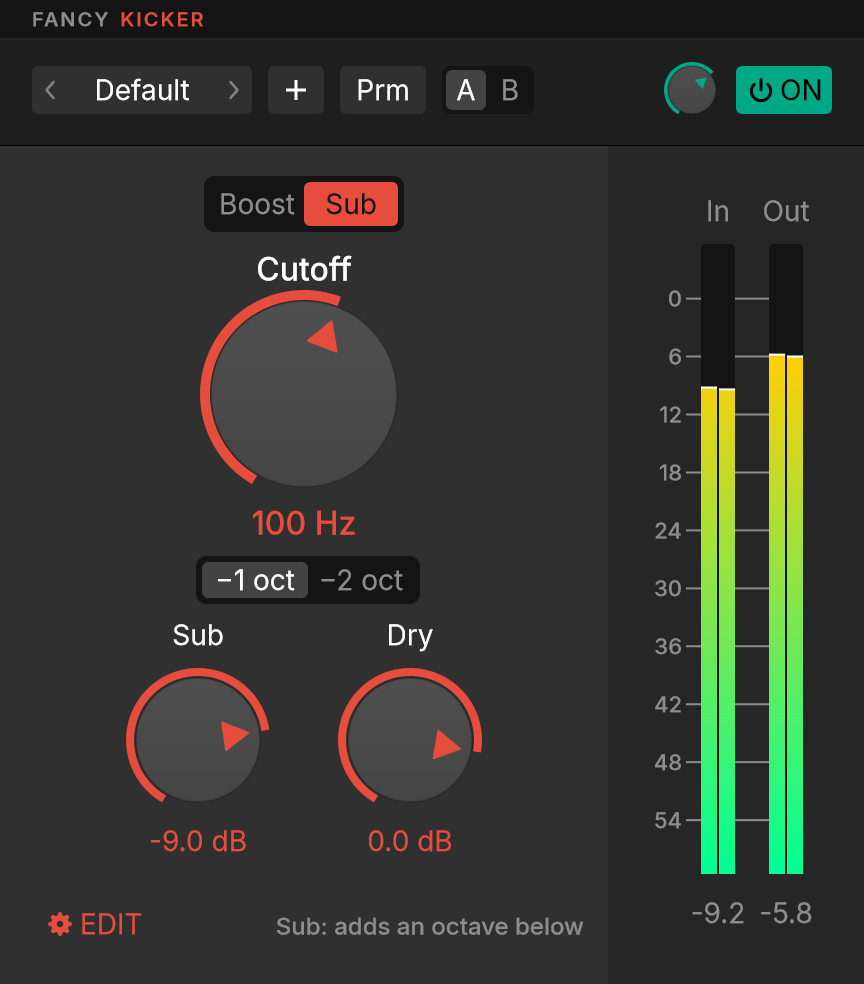 FANCY KICKER
Default + Prm A B ON
Boost Sub
Cutoff
100 Hz
−1 oct −2 oct
Sub Dry
-9.0 dB 0.0 dB
EDIT Sub: adds an octave below
In Out
0
6
12
18
24
30
36
42
48
54
-9.2 -5.8